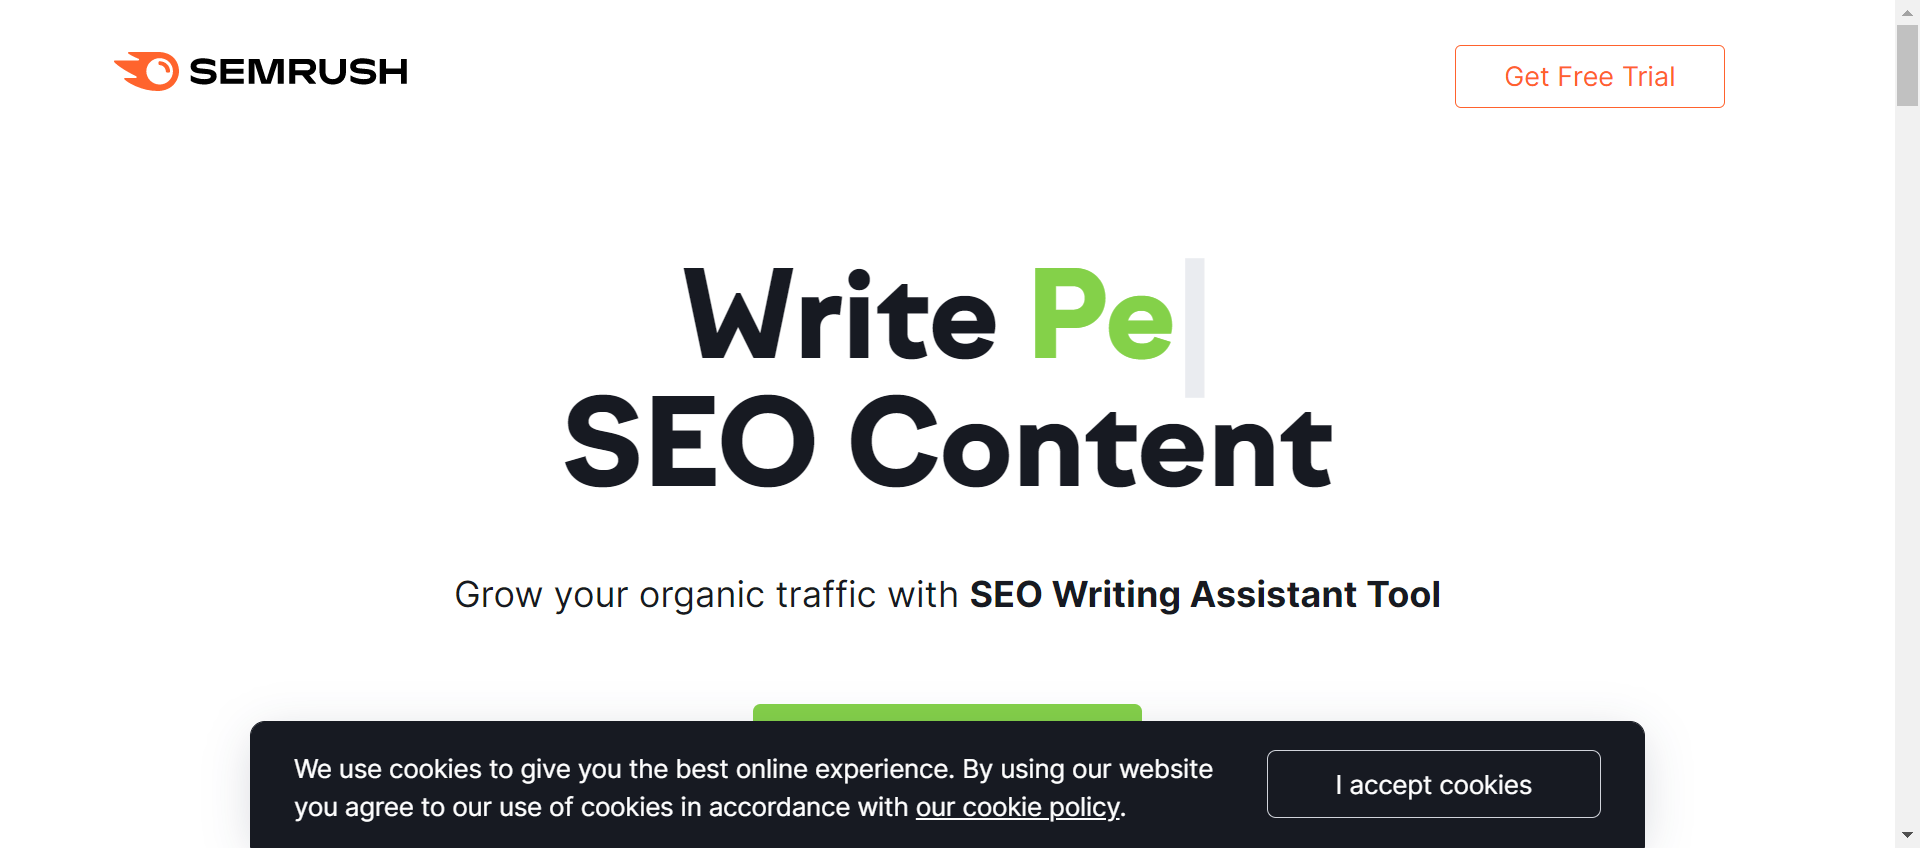 SEMRUSH
Get Free Trial
Write Pe
SEO Content
Grow your organic traffic with SEO Writing Assistant Tool
We use cookies to give you the best online experience. By using our website
you agree to our use of cookies in accordance with our cookie policy.
I accept cookies